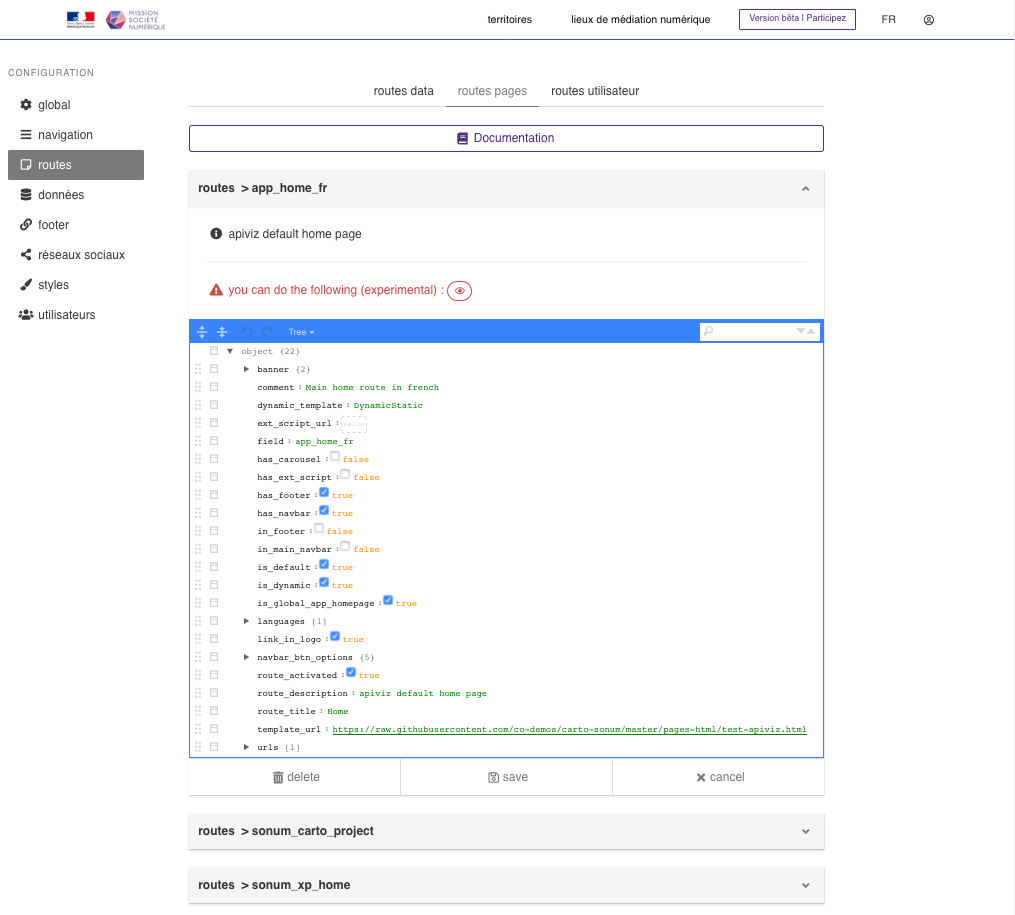 MISSION
SOCIÉTÉ
NUMÉRIQUE
territoires
lieux de médiation numérique
Version bêta | Participez
FR
CONFIGURATION
global
navigation
routes
données
footer
réseaux sociaux
styles
utilisateurs
routes data
routes pages
routes utilisateur
Documentation
routes > app_home_fr
apiviz default home page
you can do the following (experimental) :
Tree
object {22}
banner {2}
comment : Main home route in french
dynamic_template : DynamicStatic
ext_script_url : value
field : app_home_fr
has_carousel : false
has_ext_script : false
has_footer : true
has_navbar : true
in_footer : false
in_main_navbar : false
is_default : true
is_dynamic : true
is_global_app_homepage : true
languages [1]
link_in_logo : true
navbar_btn_options {5}
route_activated : true
route_description : apiviz default home page
route_title : Home
template_url : https://raw.githubusercontent.com/co-demos/carto-sonum/master/pages-html/test-apiviz.html
urls [1]
delete
save
cancel
routes > sonum_carto_project
routes > sonum_xp_home